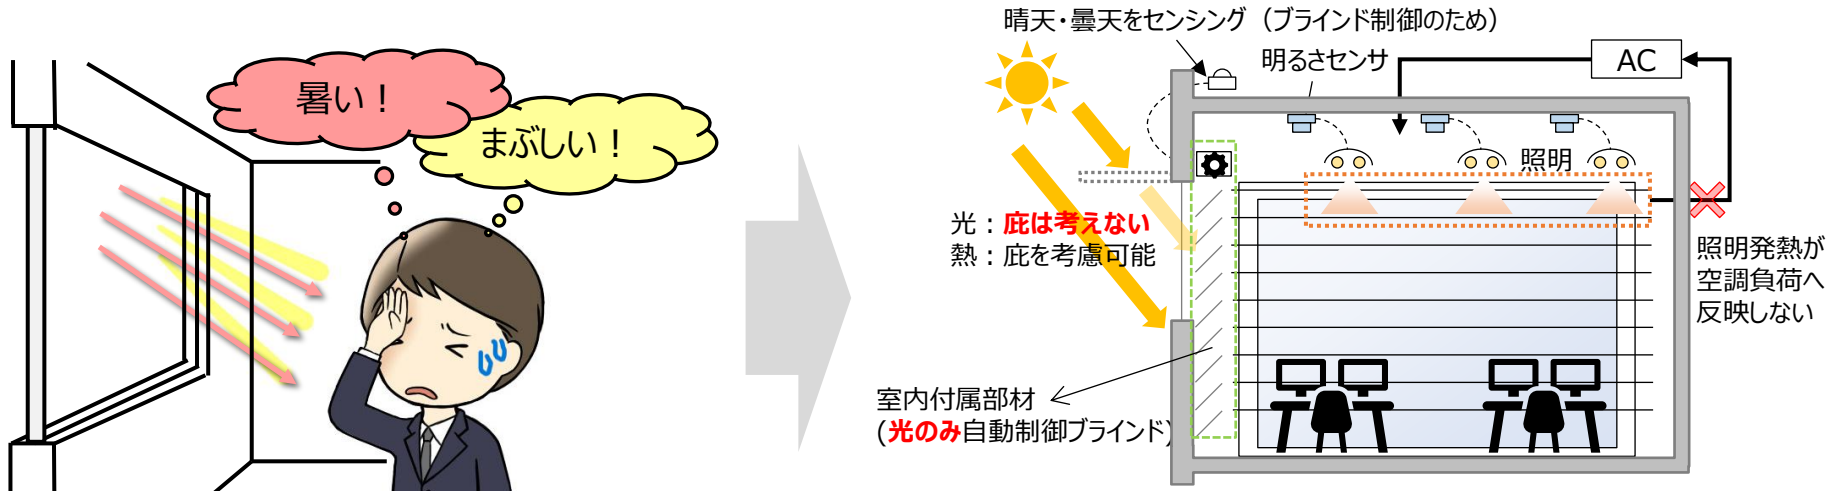 暑い！
まぶしい！
晴天・曇天をセンシング（ブラインド制御のため）
明るさセンサ
AC
照明
光：庇は考えない
熱：庇を考慮可能
照明発熱が
空調負荷へ
反映しない
室内付属部材
(光のみ自動制御ブラインド)